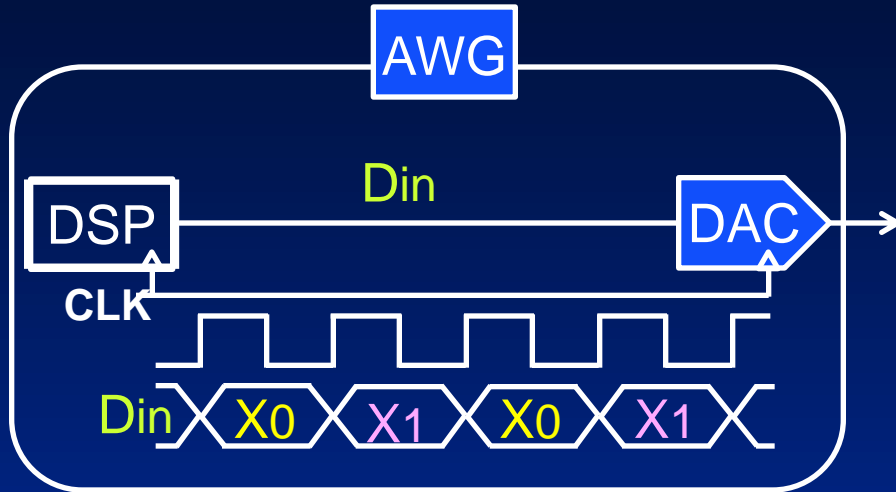 AWG
Din
DSP
DAC
CLK
Din X0 X1 X0 X1